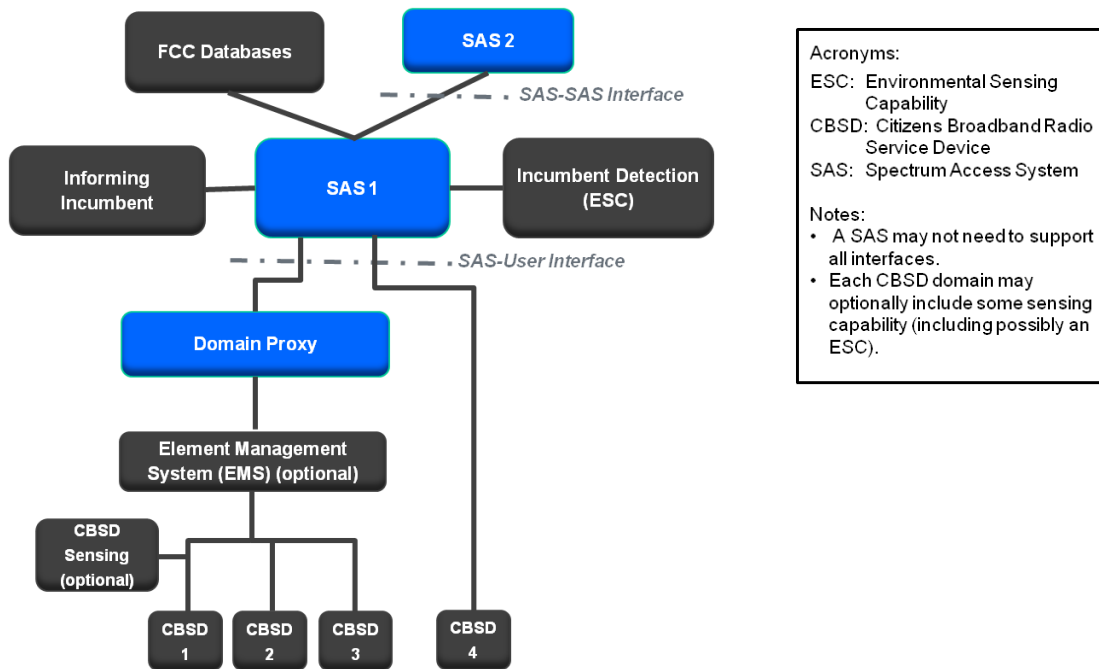 FCC Databases
SAS 2
SAS-SAS Interface
Informing
Incumbent
SAS 1
Incumbent Detection
(ESC)
SAS-User Interface
Domain Proxy
Element Management
System (EMS) (optional)
CBSD
Sensing
(optional)
CBSD
1
CBSD
2
CBSD
3
CBSD
4
Acronyms:
ESC: Environmental Sensing
Capability
CBSD: Citizens Broadband Radio
Service Device
SAS: Spectrum Access System
Notes:
• A SAS may not need to support
all interfaces.
• Each CBSD domain may
optionally include some sensing
capability (including possibly an
ESC).